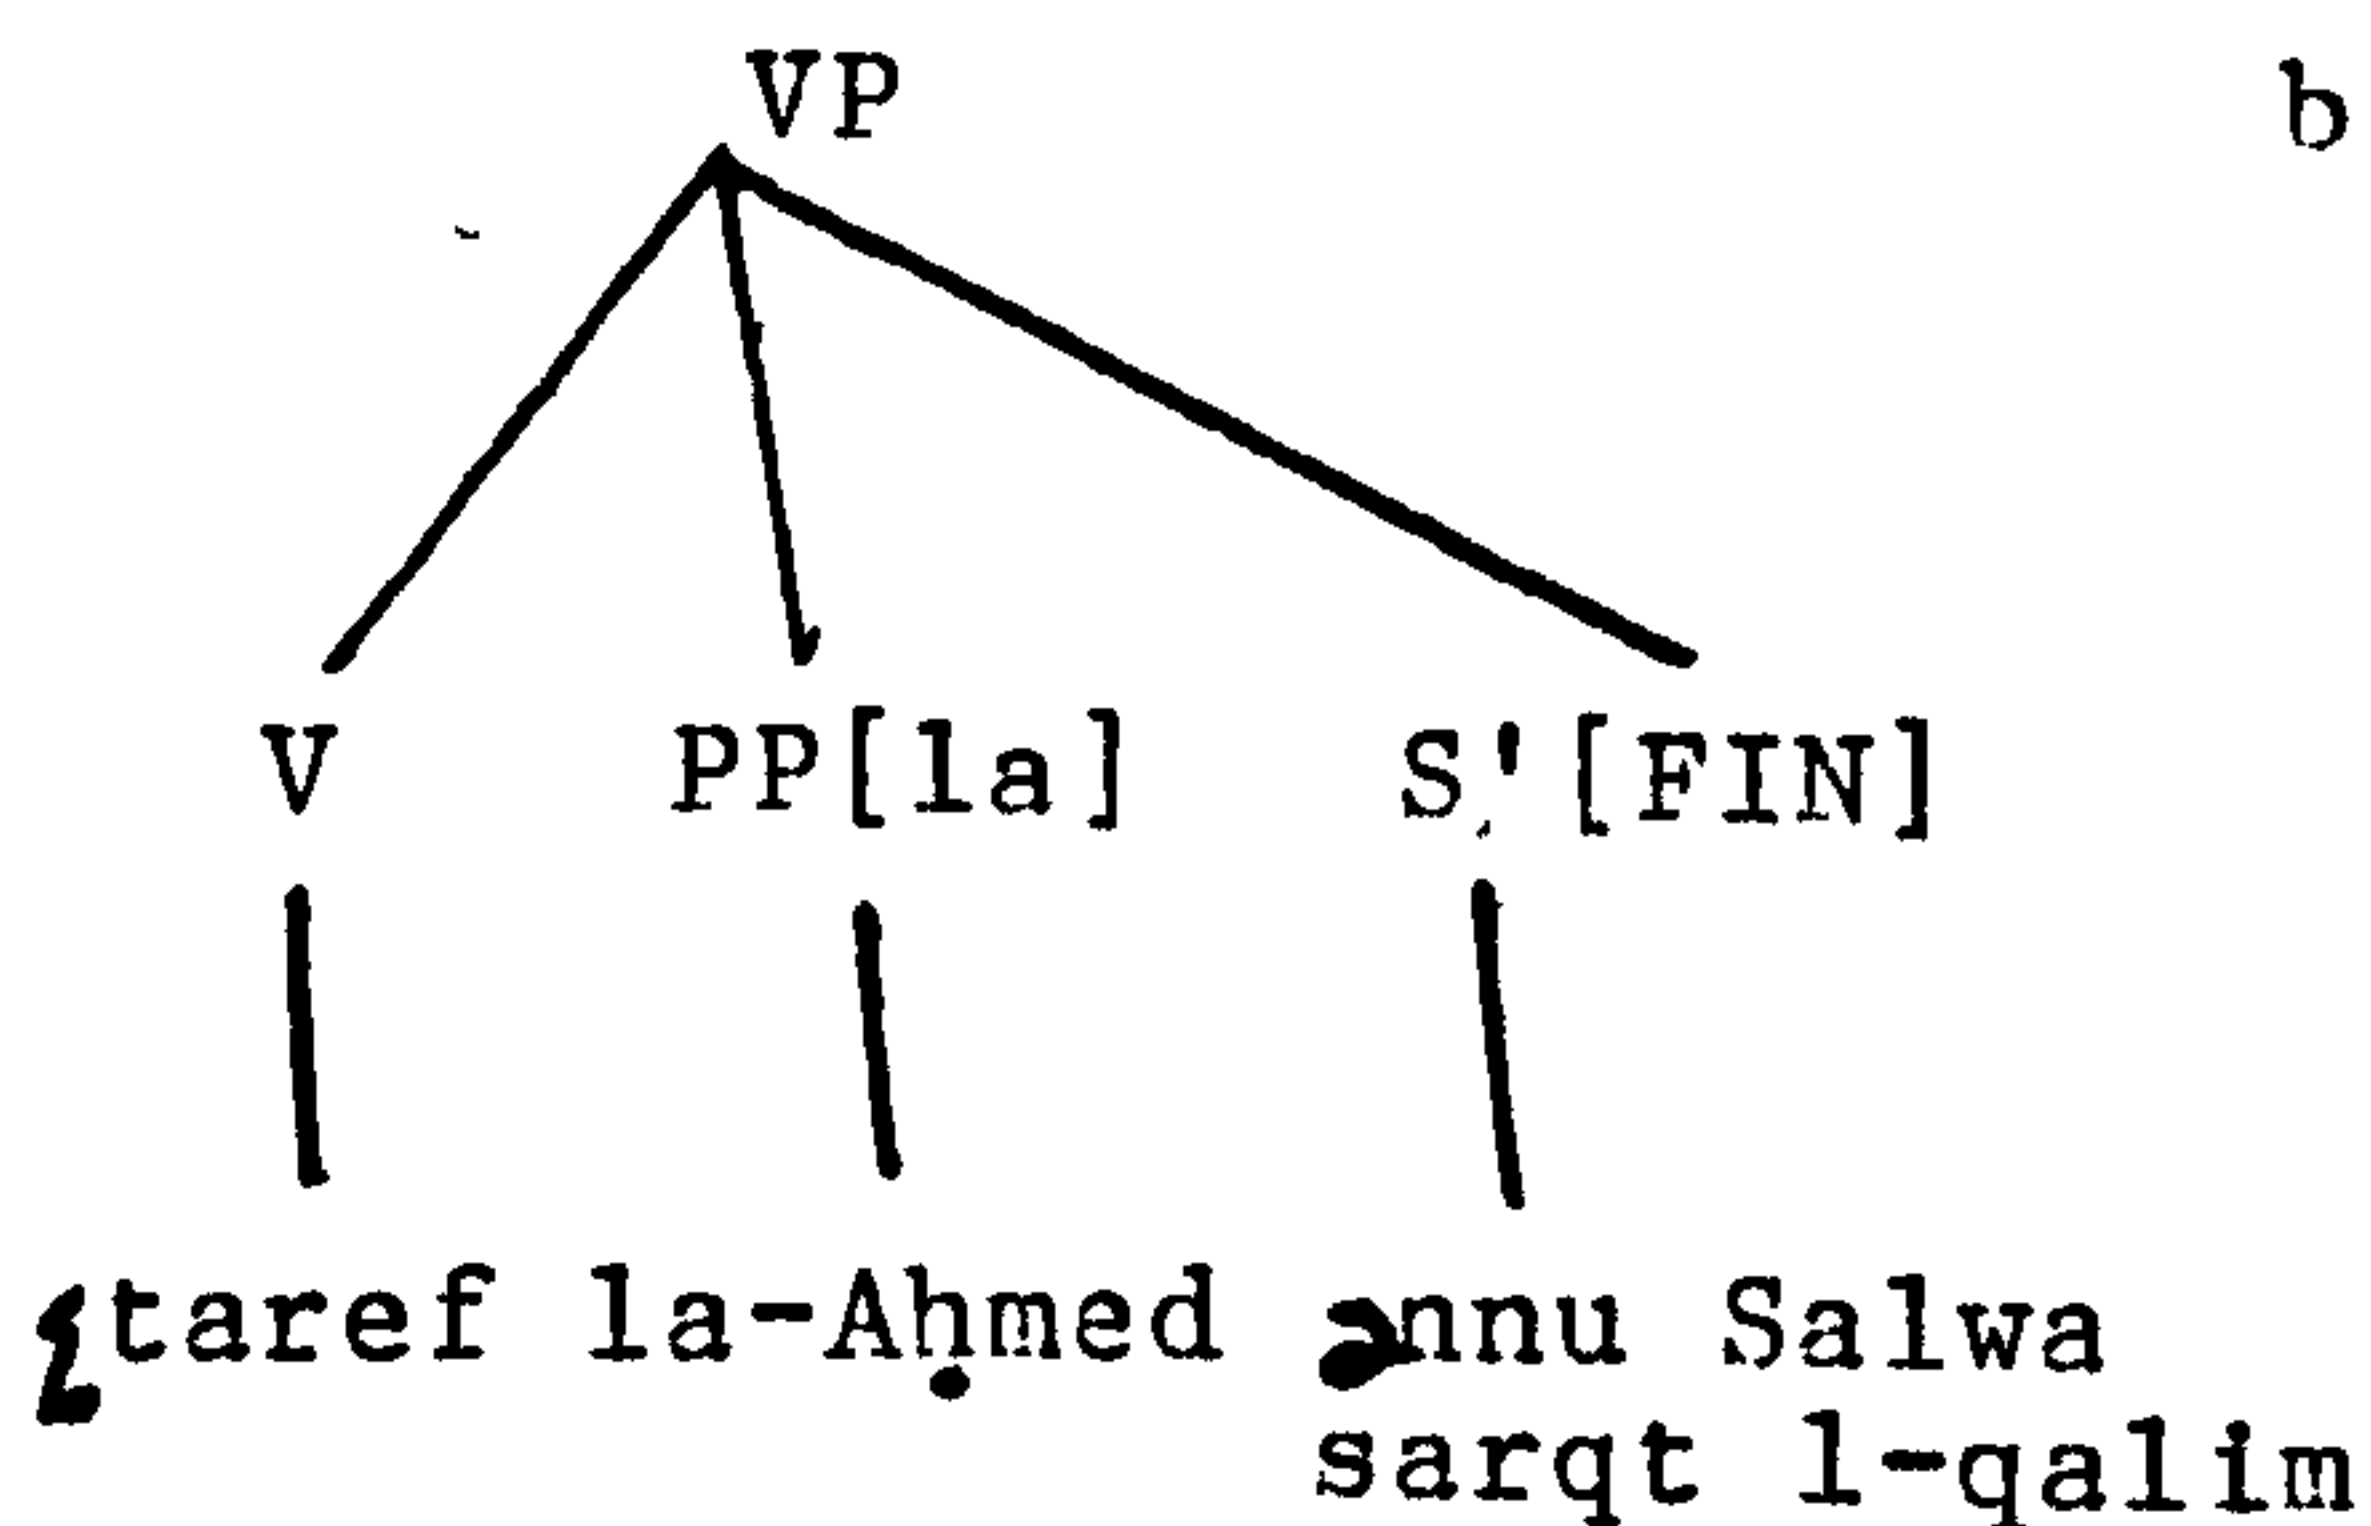 VP b
V PP[la] S'[FIN]
ʕtaref la-Aḥmed ənnu Salwa
sarqt l-qalim